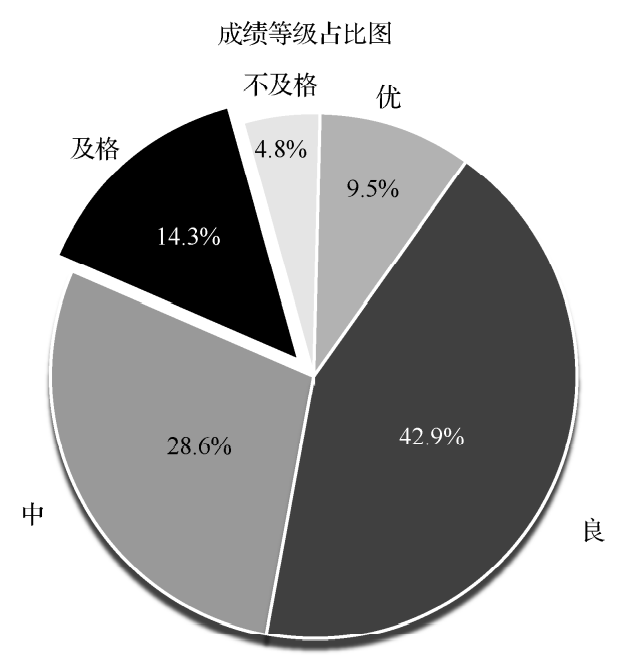 成绩等级占比图
不及格
优
及格
4.8%
9.5%
14.3%
42.9%
28.6%
中
良